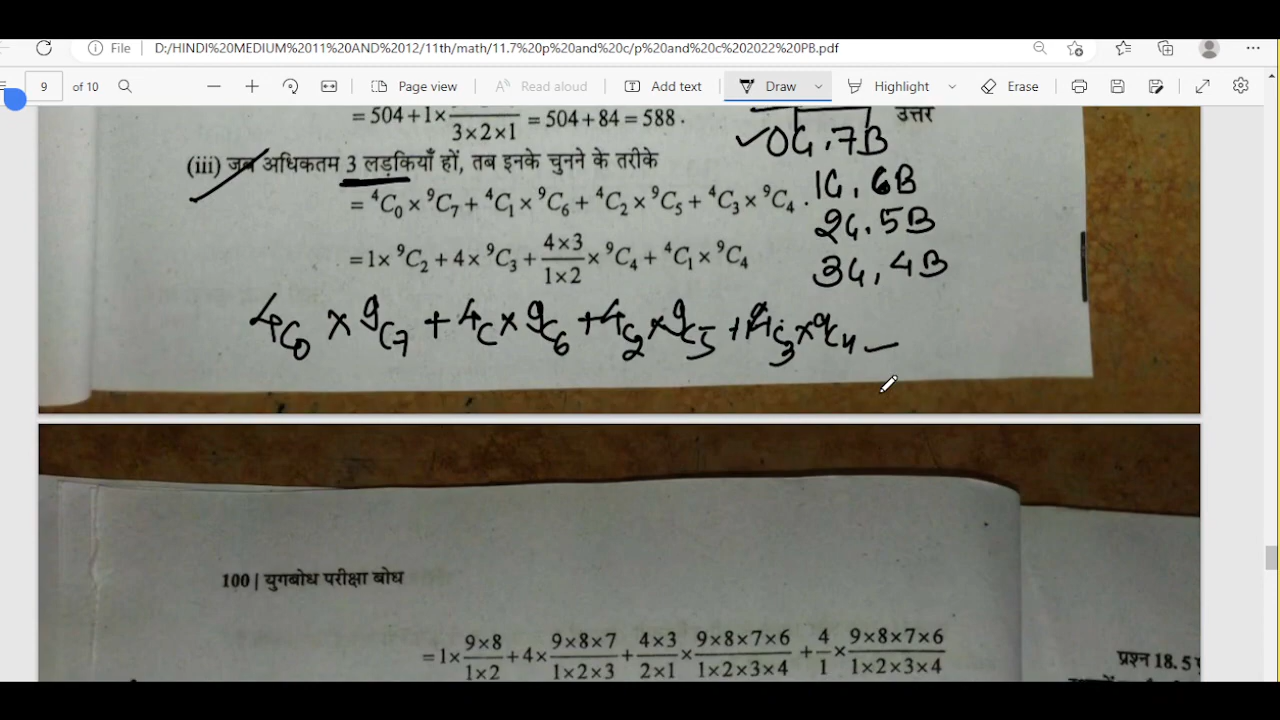 File D:/HINDI%20MEDIUM%2011%20AND%2012/11th/math/11.7%20p%20and%20c/p%20and%20c%202022%20PB.pdf
9 of 10 Page view Read aloud Add text Draw Highlight Erase
= 504 + 1 × / 3×2×1 = 504 + 84 = 588 . उत्तर
✓0G, 7B
(iii) जब अधिकतम 3 लड़कियाँ हों, तब इनके चुनने के तरीके
= ⁴C₀ × ⁹C₇ + ⁴C₁ × ⁹C₆ + ⁴C₂ × ⁹C₅ + ⁴C₃ × ⁹C₄ .
1G, 6B
2G, 5B
= 1 × ⁹C₂ + 4 × ⁹C₃ + 4×3/1×2 × ⁹C₄ + ⁴C₁ × ⁹C₄
3G, 4B
4C₀ × 9C₇ + 4C × 9C₆ + 4C₂ × 9C₅ + 4C₃ × 9C₄
100 | युगबोध परीक्षा बोध
= 1 × 9×8/1×2 + 4 × 9×8×7/1×2×3 + 4×3/2×1 × 9×8×7×6/1×2×3×4 + 4/1 × 9×8×7×6/1×2×3×4
प्रश्न 18. 5